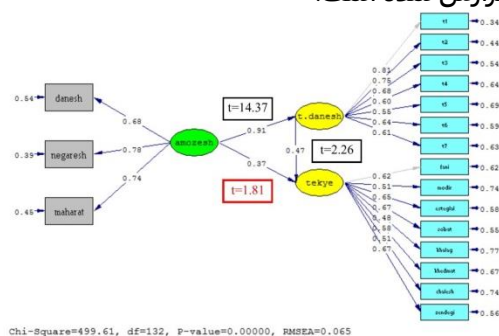 گزارش شده است.
0.54
danesh
0.68
0.39
negaresh
0.78
0.45
maharat
0.74
amozesh
t=14.37
0.91
0.37
t=1.81
t.danesh
0.47
t=2.26
tekye
0.81
0.75
0.68
0.60
0.55
0.64
0.61
0.62
0.51
0.65
0.67
0.48
0.58
0.51
0.67
t1
0.34
t2
0.44
t3
0.54
t4
0.64
t5
0.69
t6
0.59
t7
0.63
0.62
modir
0.74
0.58
0.55
0.77
0.67
0.74
zendegi
0.56
Chi-Square=499.61, df=132, P-value=0.00000, RMSEA=0.065